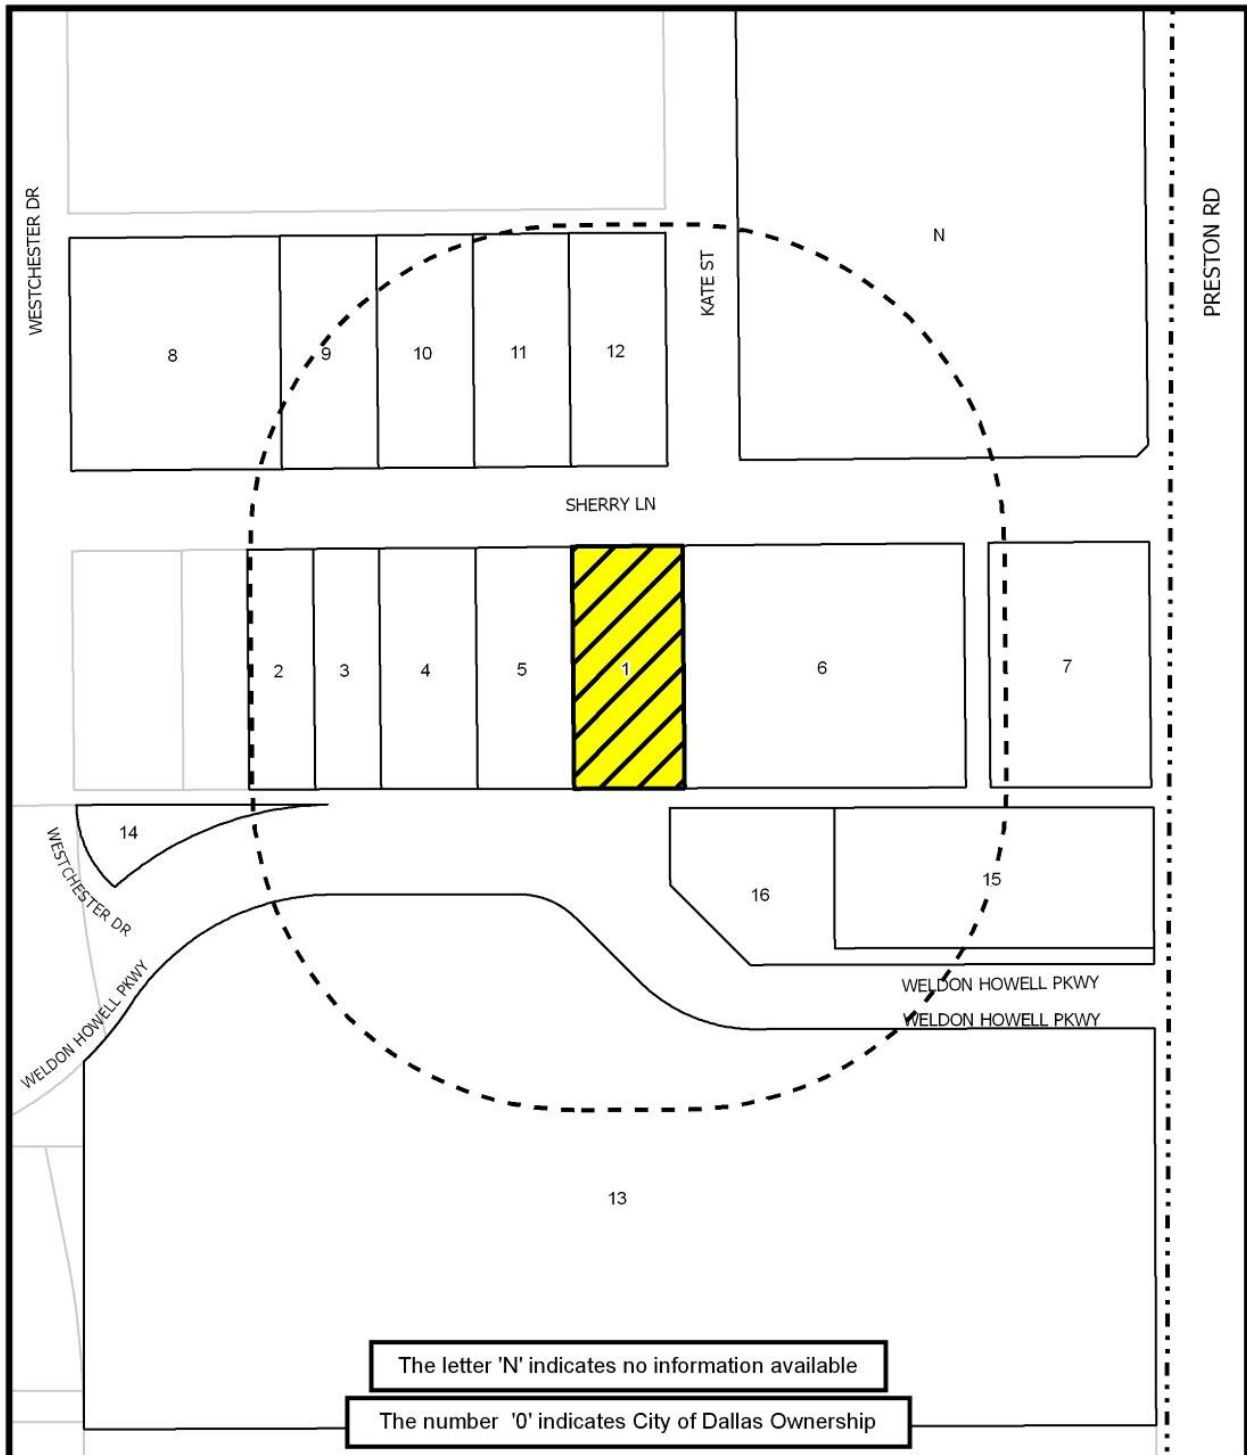 WESTCHESTER DR
KATE ST
N
PRESTON RD
8
9
10
11
12
SHERRY LN
2
3
4
5
1
6
7
14
WESTCHESTER DR
15
16
WELDON HOWELL PKWY
WELDON HOWELL PKWY
WELDON HOWELL PKWY
13
The letter 'N' indicates no information available
The number '0' indicates City of Dallas Ownership